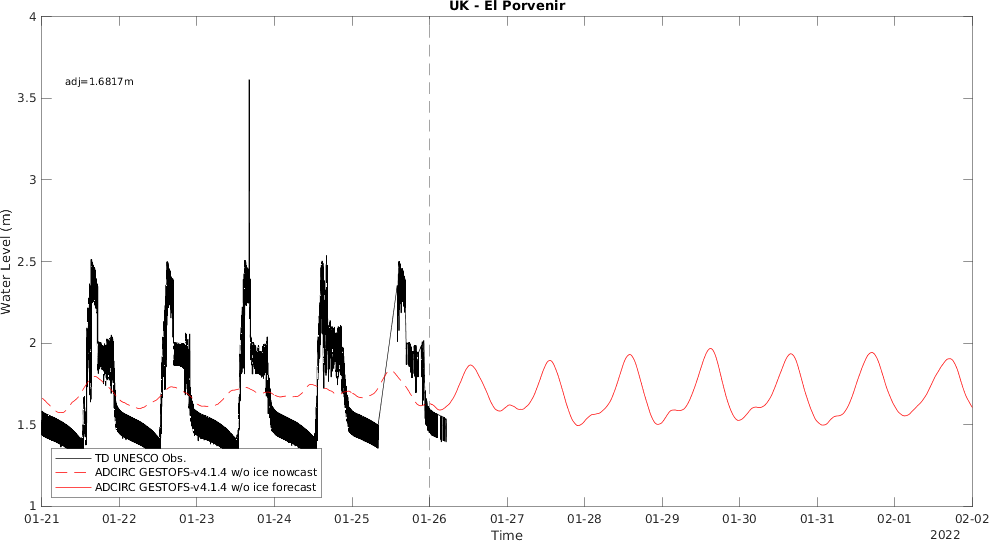 UK - El Porvenir
adj=1.6817m
4
3.5
3
2.5
2
1.5
1
Water Level (m)
TD UNESCO Obs.
ADCIRC GESTOFS-v4.1.4 w/o ice nowcast
ADCIRC GESTOFS-v4.1.4 w/o ice forecast
01-21 01-22 01-23 01-24 01-25 01-26 01-27 01-28 01-29 01-30 01-31 02-01 02-02
Time
2022